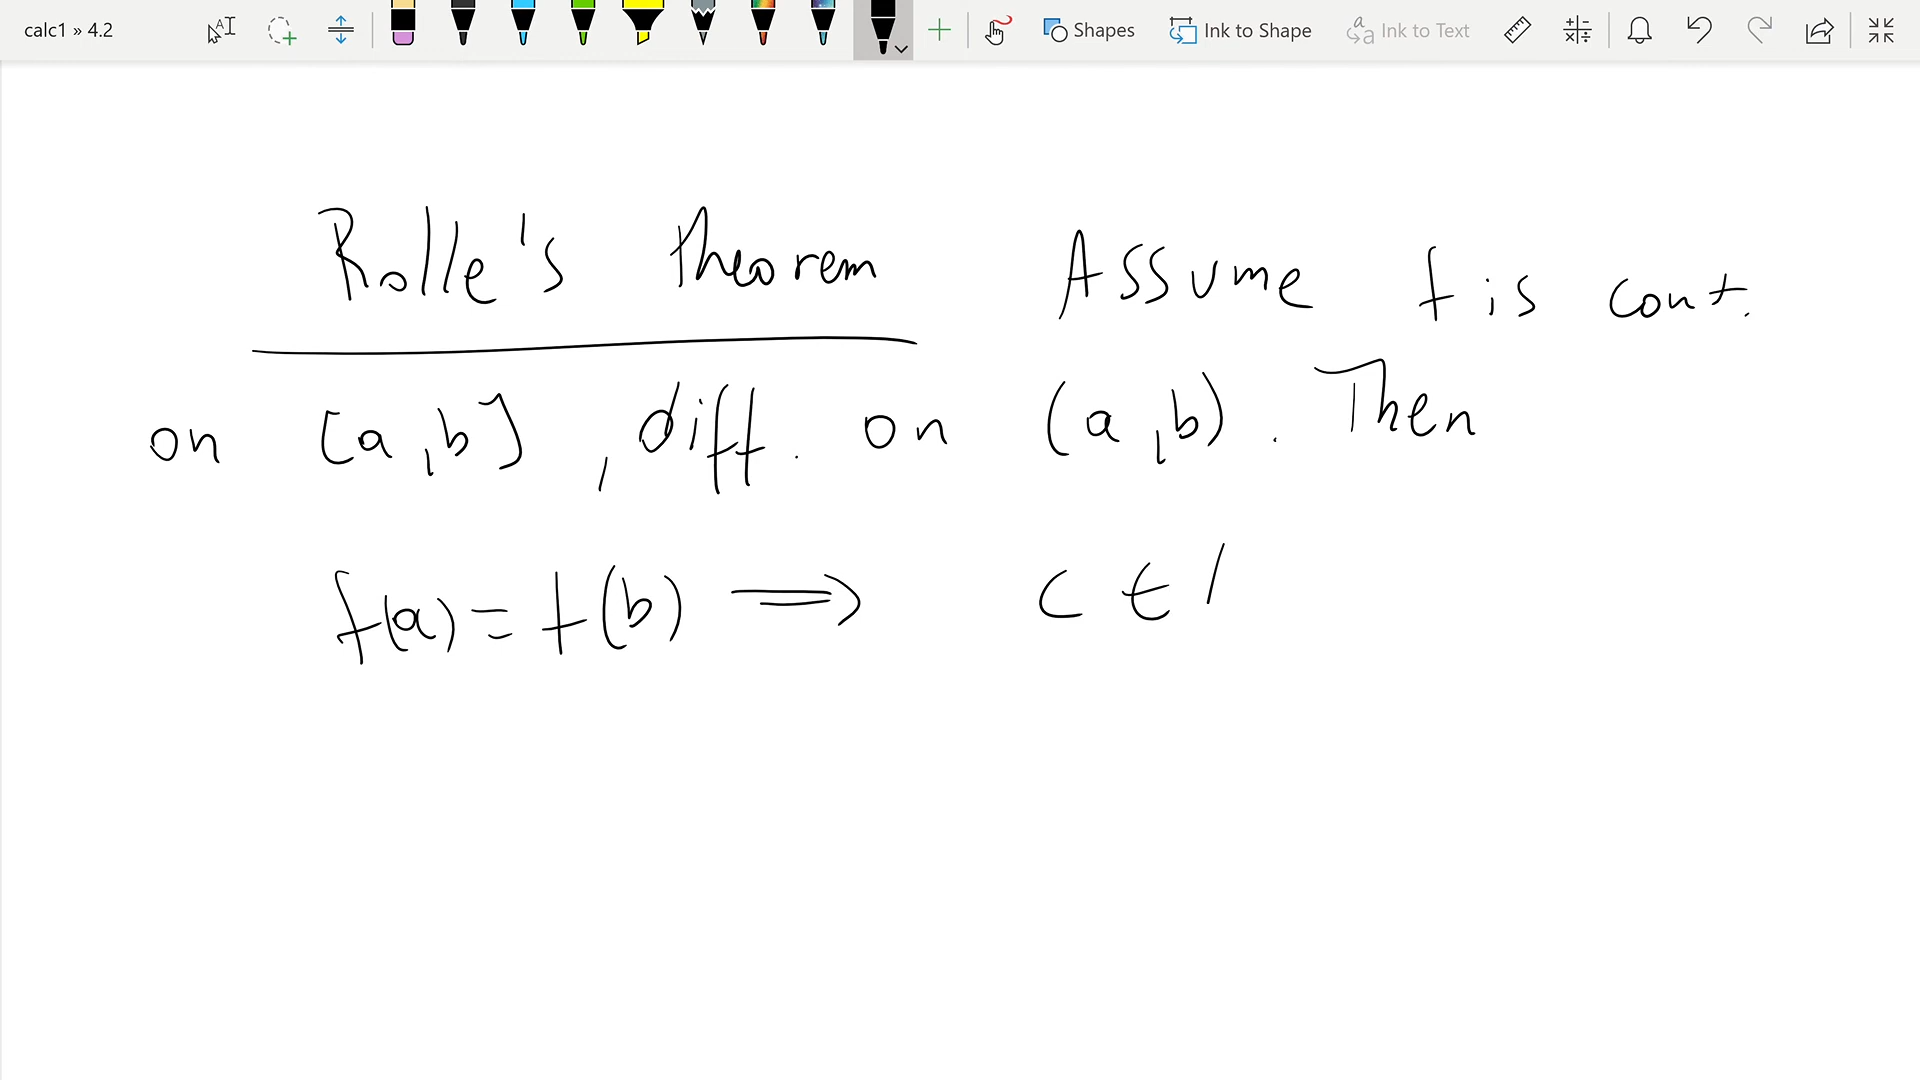 calc1 » 4.2 Shapes Ink to Shape Ink to Text
Rolle's theorem Assume f is cont.
on [a,b], diff. on (a,b). Then
f(a) = f(b) ⟹ c ∈ (